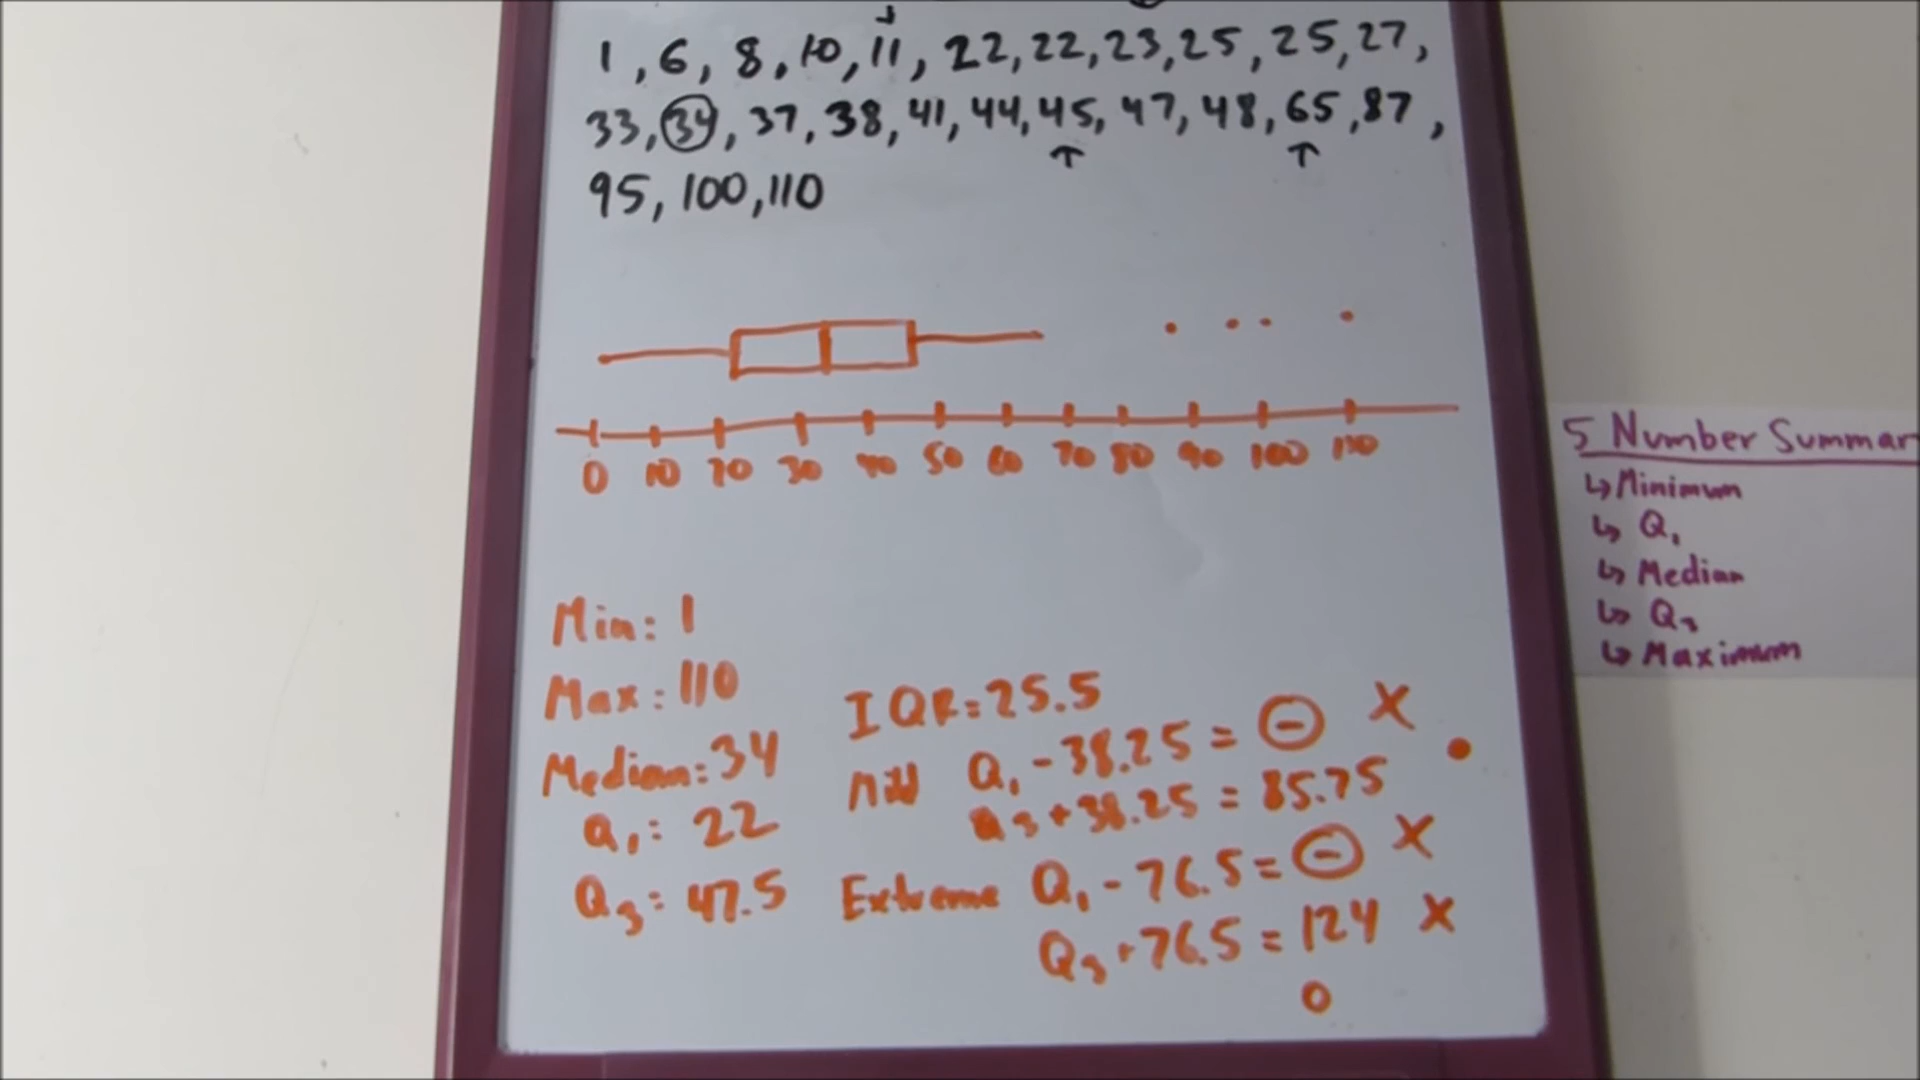 1, 6, 8, 10, 11, 22, 22, 23, 25, 25, 27,
33, 34, 37, 38, 41, 44, 45, 47, 48, 65, 87,
95, 100, 110
0 10 20 30 40 50 60 70 80 90 100 110
Min: 1
Max: 110
Median: 34
Q1: 22
Q3: 47.5
IQR = 25.5
Mild Q1 - 38.25 = - X
Q3 + 38.25 = 85.75
Extreme Q1 - 76.5 = - X
Q3 + 76.5 = 124 X
5 Number Summar
↳ Minimum
↳ Q1
↳ Median
↳ Q3
↳ Maximum